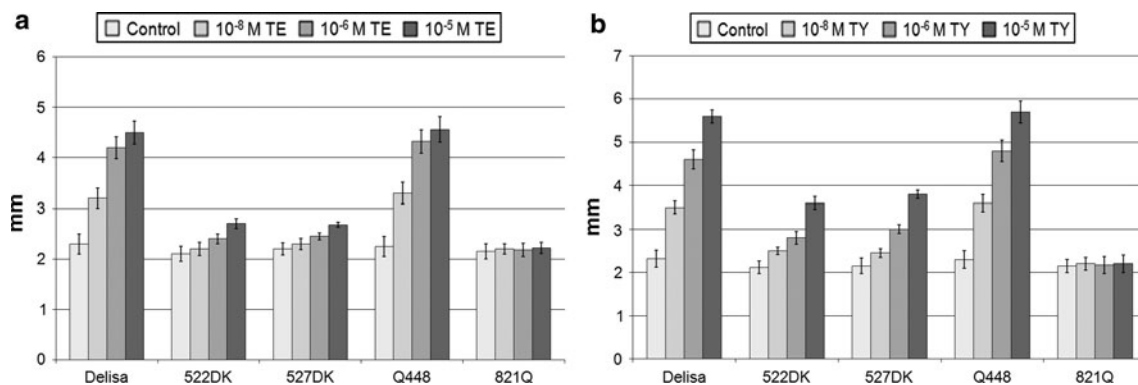 a
Control 10⁻⁸ M TE 10⁻⁶ M TE 10⁻⁵ M TE
6
5
4
3
2
1
0
mm
Delisa 522DK 527DK Q448 821Q
b
Control 10⁻⁸ M TY 10⁻⁶ M TY 10⁻⁵ M TY
7
6
5
4
3
2
1
0
mm
Delisa 522DK 527DK Q448 821Q